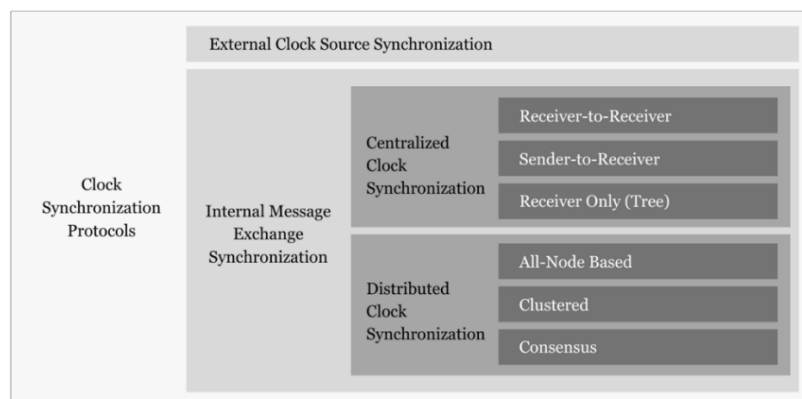 External Clock Source Synchronization
Clock
Synchronization
Protocols
Internal Message
Exchange
Synchronization
Centralized
Clock
Synchronization
Receiver-to-Receiver
Sender-to-Receiver
Receiver Only (Tree)
Distributed
Clock
Synchronization
All-Node Based
Clustered
Consensus